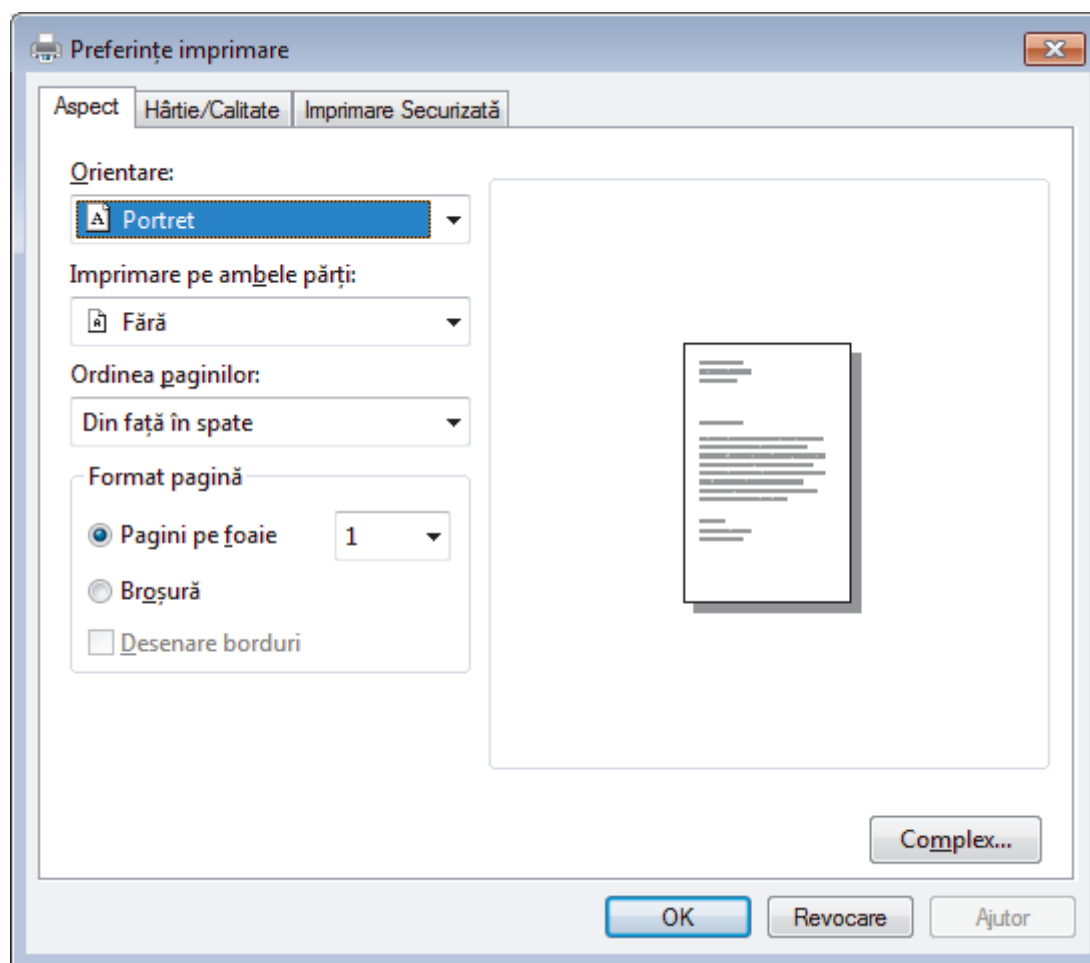 Preferințe imprimare
Aspect
Hârtie/Calitate
Imprimare Securizată
Orientare:
A Portret
Imprimare pe ambele părți:
A Fără
Ordinea paginilor:
Din față în spate
Format pagină
Pagini pe foaie 1
Broșură
Desenare borduri
Complex...
OK
Revocare
Ajutor